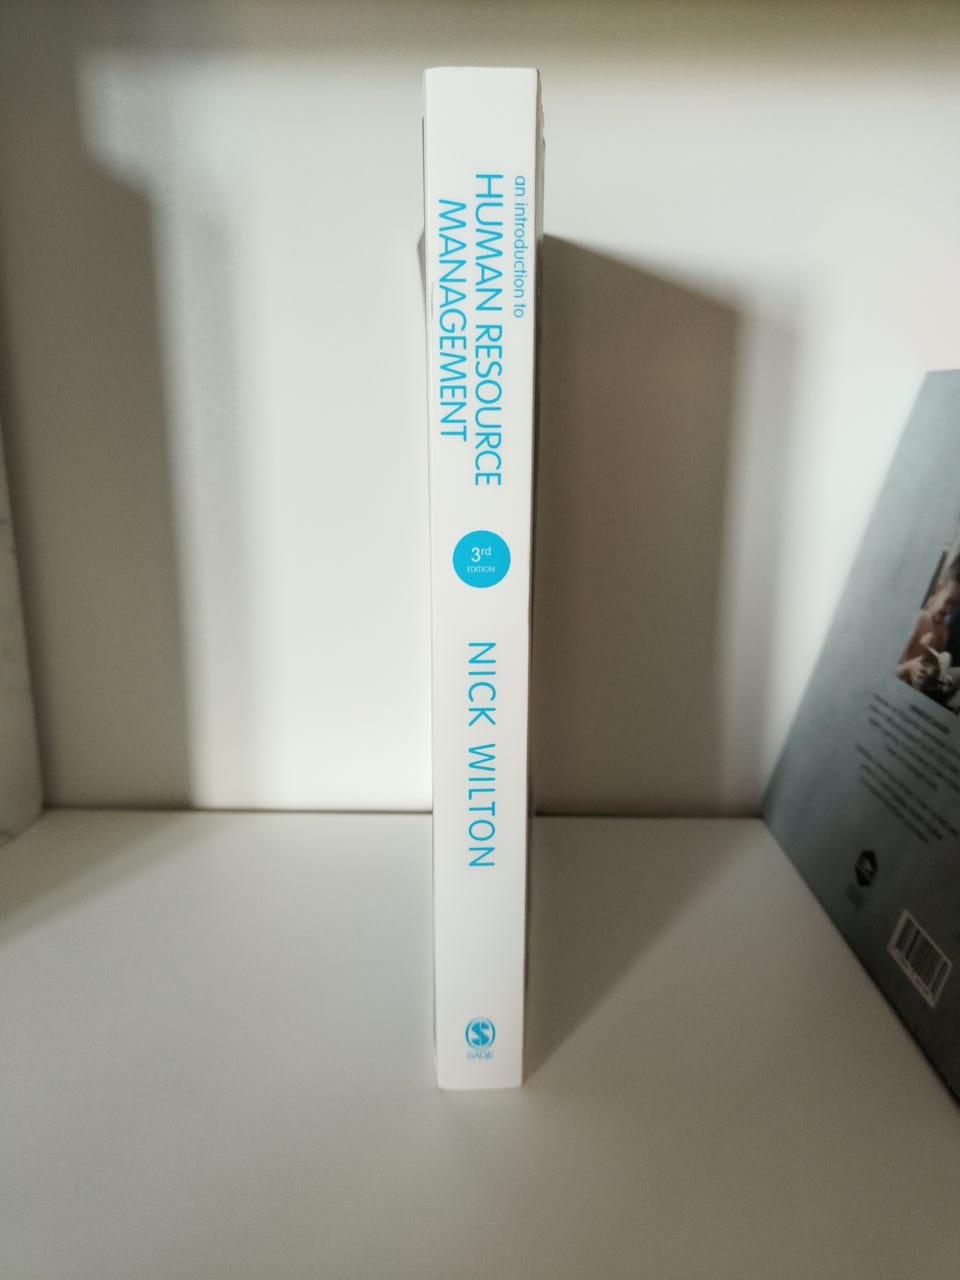 an introduction to
HUMAN RESOURCE
MANAGEMENT
3rd
EDITION
NICK WILTON
SAGE